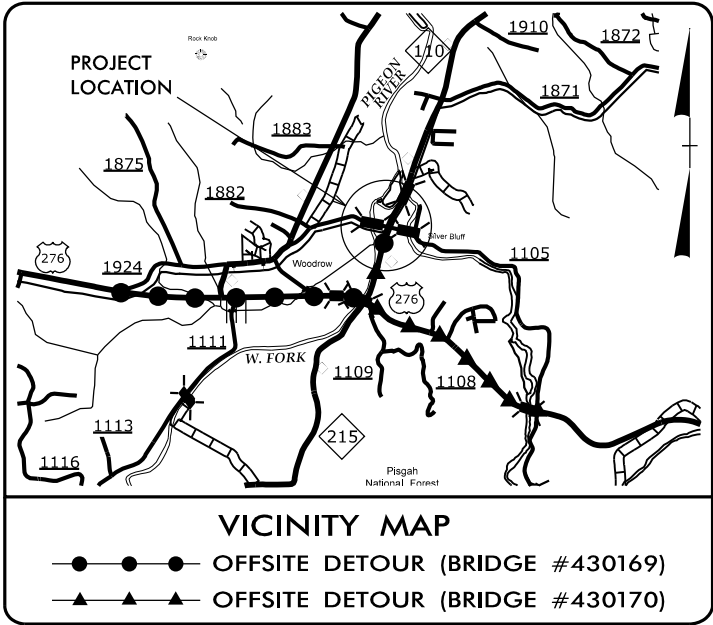 Rock Knob
PROJECT
LOCATION
PIGEON
RIVER
110
1910
1872
1871
1883
1875
1882
276
1924
Woodrow
Silver Bluff
1105
276
1111
W. FORK
1109
1108
1113
1116
215
Pisgah
National Forest
VICINITY MAP
OFFSITE DETOUR (BRIDGE #430169)
OFFSITE DETOUR (BRIDGE #430170)